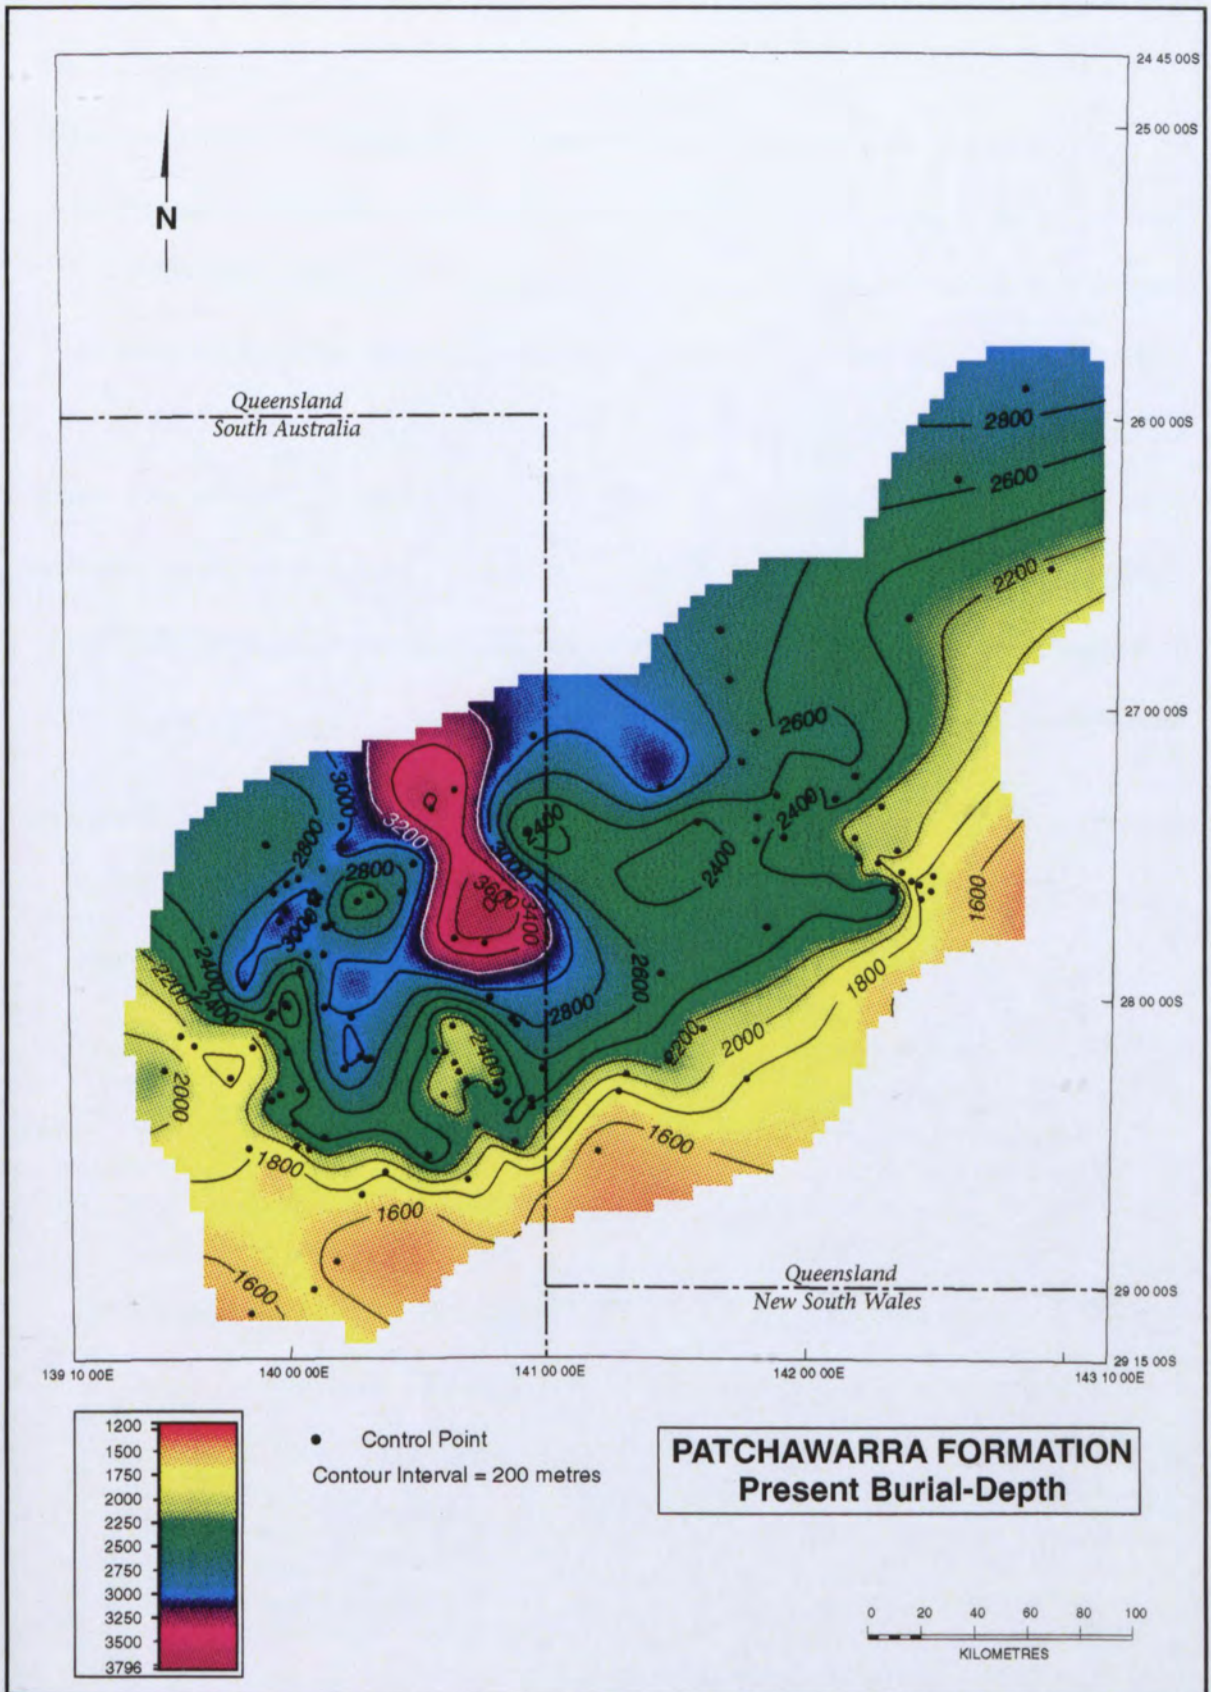 24 45 00S
25 00 00S
N
Queensland
South Australia
2800
26 00 00S
2600
2200
27 00 00S
2600
3000
3200
2400
2400
2800
3000
2800
2400
3600
3400
1600
3000
2200
2400
2400
2600
1800
28 00 00S
2800
2200
2000
2400
2000
1600
1800
1600
1600
Queensland
New South Wales
29 00 00S
29 15 00S
139 10 00E
140 00 00E
141 00 00E
142 00 00E
143 10 00E
1200
1500
1750
2000
2250
2500
2750
3000
3250
3500
3796
Control Point
Contour Interval = 200 metres
PATCHAWARRA FORMATION
Present Burial-Depth
0 20 40 60 80 100
KILOMETRES